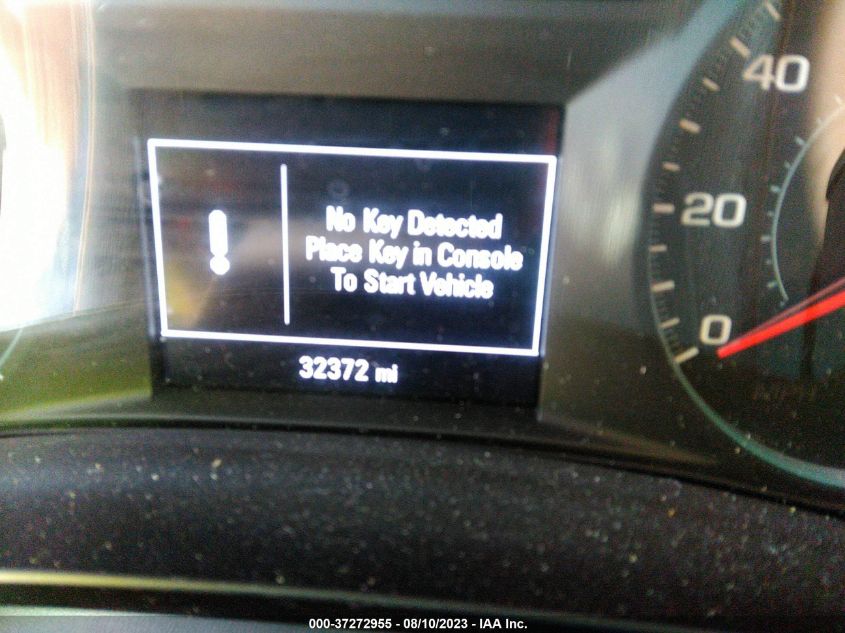 No Key Detected
Place Key in Console
To Start Vehicle
32372 mi
40
20
0
000-37272955 - 08/10/2023 - IAA Inc.